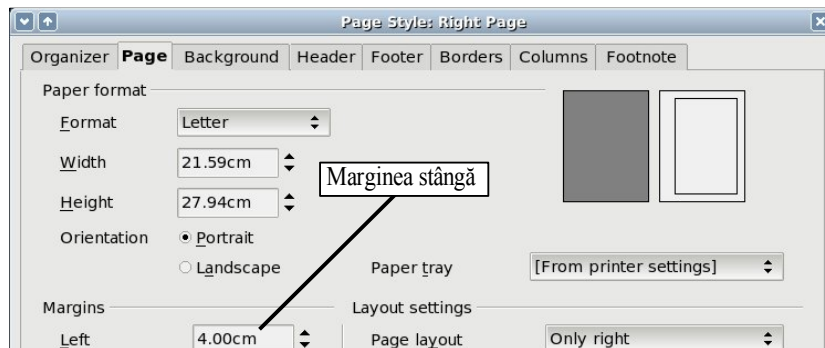 Page Style: Right Page
Organizer Page Background Header Footer Borders Columns Footnote
Paper format
Format Letter
Width 21.59cm
Marginea stângă
Height 27.94cm
Orientation Portrait
Landscape Paper tray [From printer settings]
Margins Layout settings
Left 4.00cm Page layout Only right